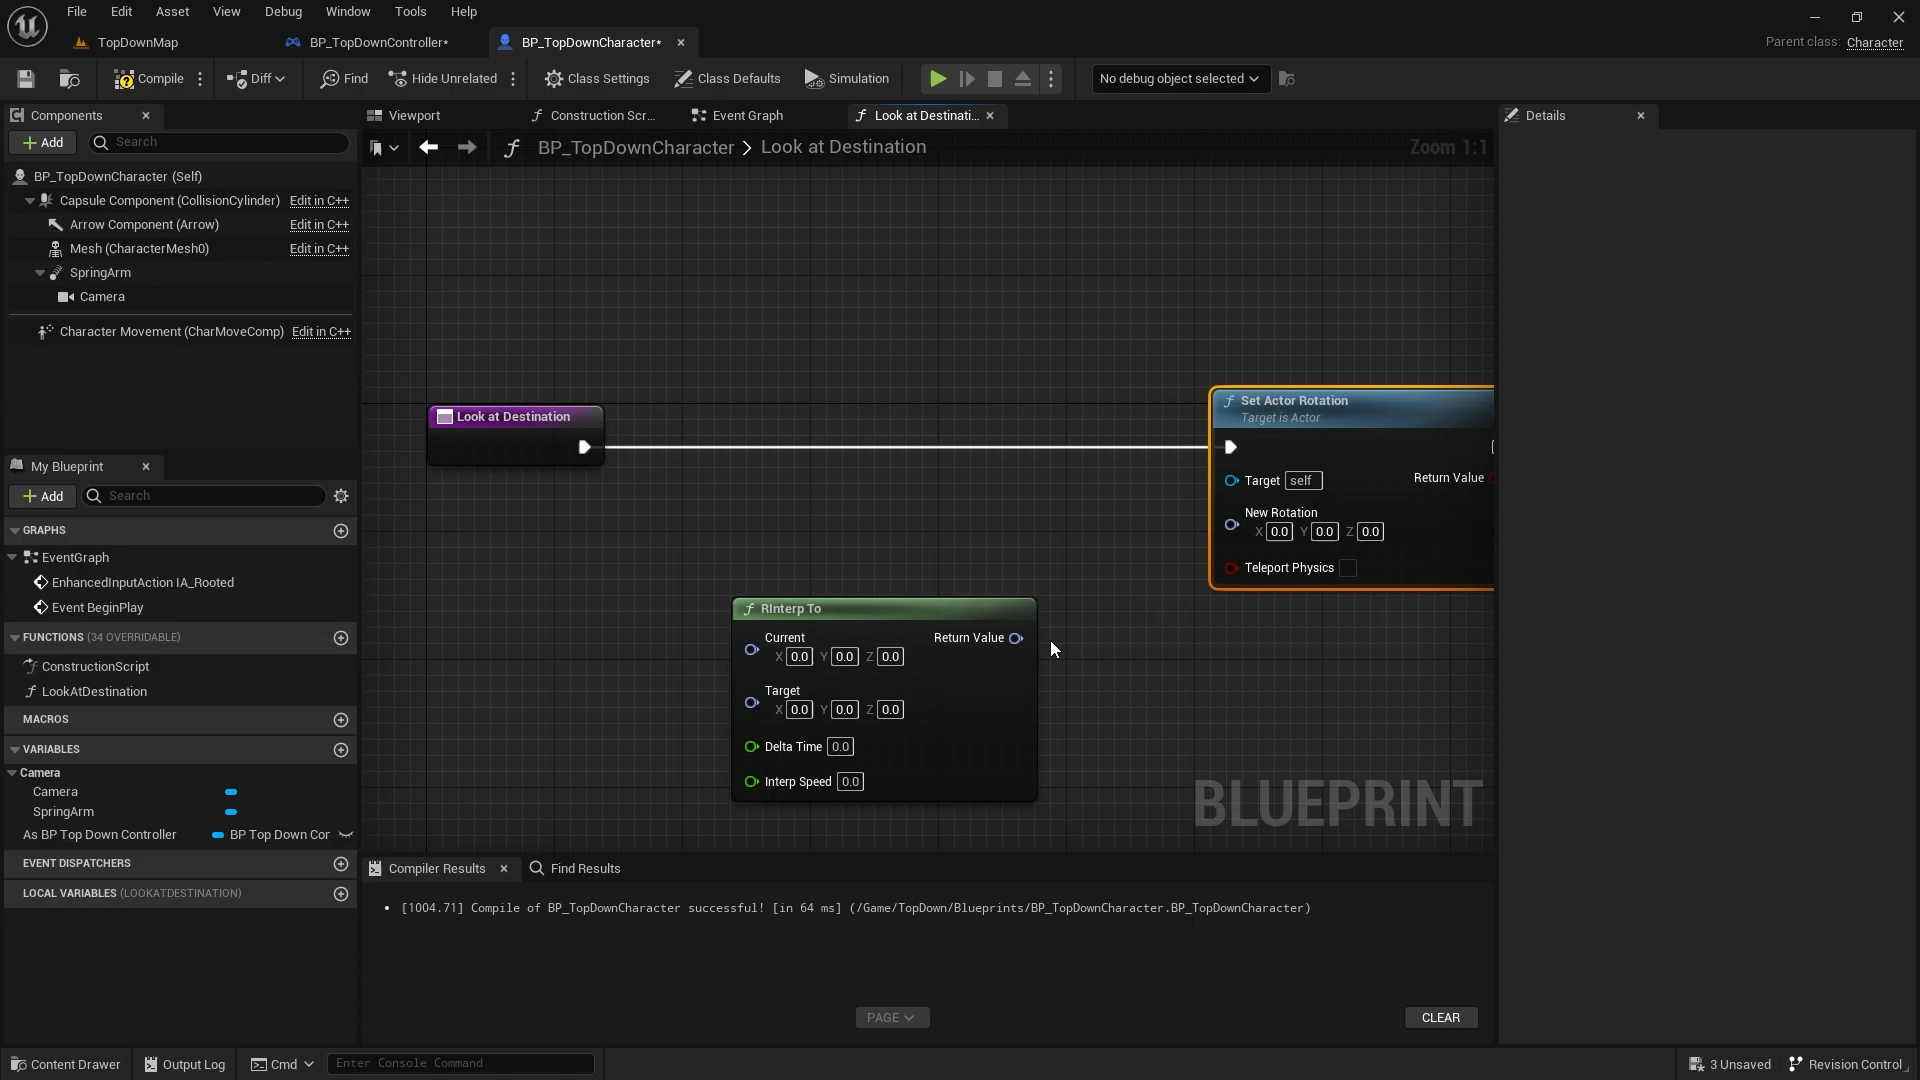 File Edit Asset View Debug Window Tools Help
TopDownMap BP_TopDownController* BP_TopDownCharacter*
Parent class: Character
Compile Diff Find Hide Unrelated Class Settings Class Defaults Simulation No debug object selected
Components
Add Search
BP_TopDownCharacter (Self)
Capsule Component (CollisionCylinder) Edit in C++
Arrow Component (Arrow) Edit in C++
Mesh (CharacterMesh0) Edit in C++
SpringArm
Camera
Character Movement (CharMoveComp) Edit in C++
My Blueprint
Add Search
GRAPHS
EventGraph
EnhancedInputAction IA_Rooted
Event BeginPlay
FUNCTIONS (34 OVERRIDABLE)
ConstructionScript
LookAtDestination
MACROS
VARIABLES
Camera
Camera
SpringArm
As BP Top Down Controller BP Top Down Cor
EVENT DISPATCHERS
LOCAL VARIABLES (LOOKATDESTINATION)
Viewport Construction Scr... Event Graph Look at Destinati...
BP_TopDownCharacter > Look at Destination Zoom 1:1
Look at Destination
Set Actor Rotation
Target is Actor
Target self Return Value
New Rotation
X 0.0 Y 0.0 Z 0.0
Teleport Physics
RInterp To
Current Return Value
X 0.0 Y 0.0 Z 0.0
Target
X 0.0 Y 0.0 Z 0.0
Delta Time 0.0
Interp Speed 0.0
BLUEPRINT
Compiler Results Find Results
[1004.71] Compile of BP_TopDownCharacter successful! [in 64 ms] (/Game/TopDown/Blueprints/BP_TopDownCharacter.BP_TopDownCharacter)
PAGE CLEAR
Details
Content Drawer Output Log Cmd Enter Console Command 3 Unsaved Revision Control